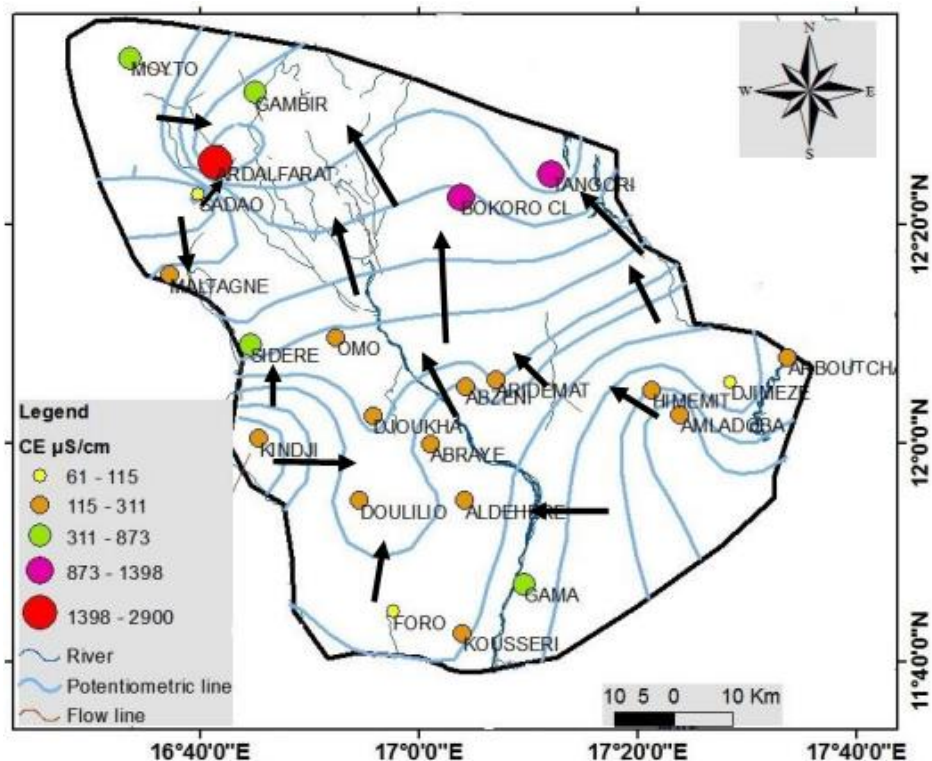 N
W
E
S
MOYTO
GAMBIR
ARDALFARAT
GADAO
TANGORI
BOKORO CL
12°20'0"N
MALTAGNE
SIDERE
OMO
ARBOUTCHA
ABZENI
ARIDEMAT
HIMEMIT
DJIMEZE
DJOUKHA
AMLADOBA
KINDJI
ABRAYE
12°0'0"N
DOULILIO
ALDEHERE
GAMA
FORO
KOUSSERI
11°40'0"N
Legend
CE µS/cm
61 - 115
115 - 311
311 - 873
873 - 1398
1398 - 2900
River
Potentiometric line
Flow line
10 5 0 10 Km
16°40'0"E 17°0'0"E 17°20'0"E 17°40'0"E